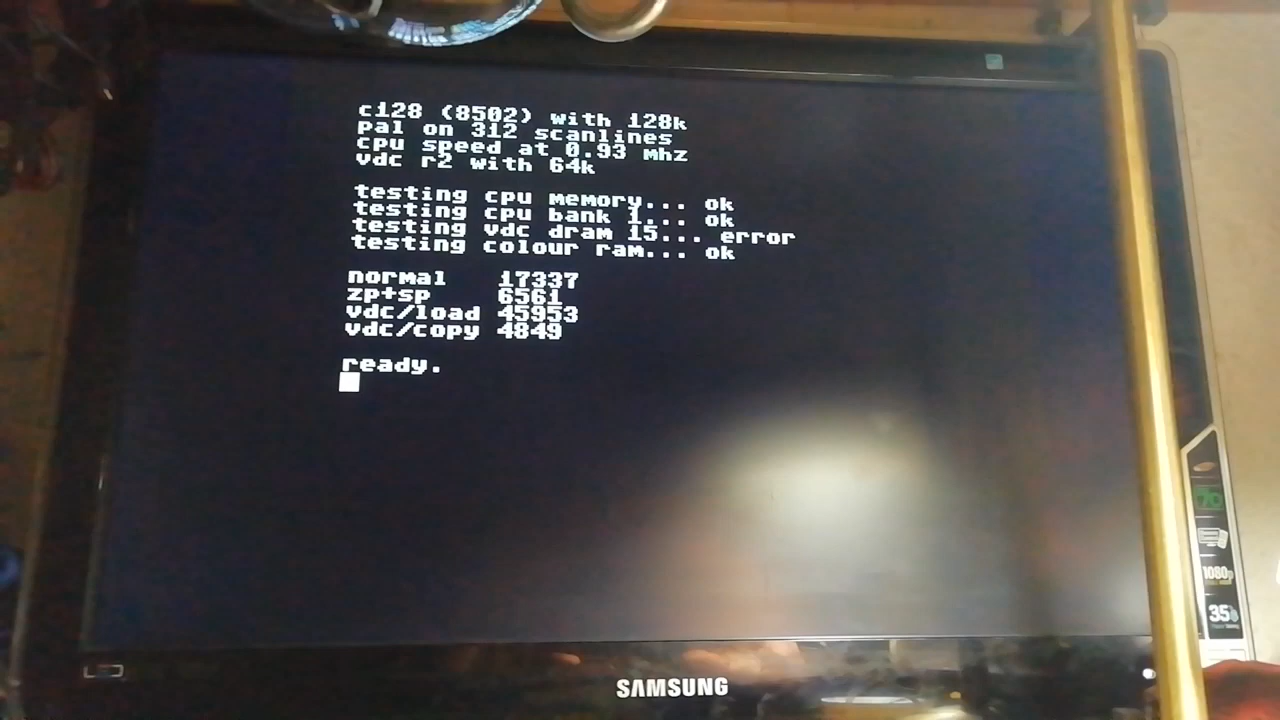 c128 (8502) with 128k
pal on 312 scanlines
cpu speed at 0.93 mhz
vdc r2 with 64k
testing cpu memory... ok
testing cpu bank 1... ok
testing vdc dram 15... error
testing colour ram... ok
normal 17337
zp+sp 6561
vdc/load 45953
vdc/copy 4849
ready.
SAMSUNG
1080p
35%